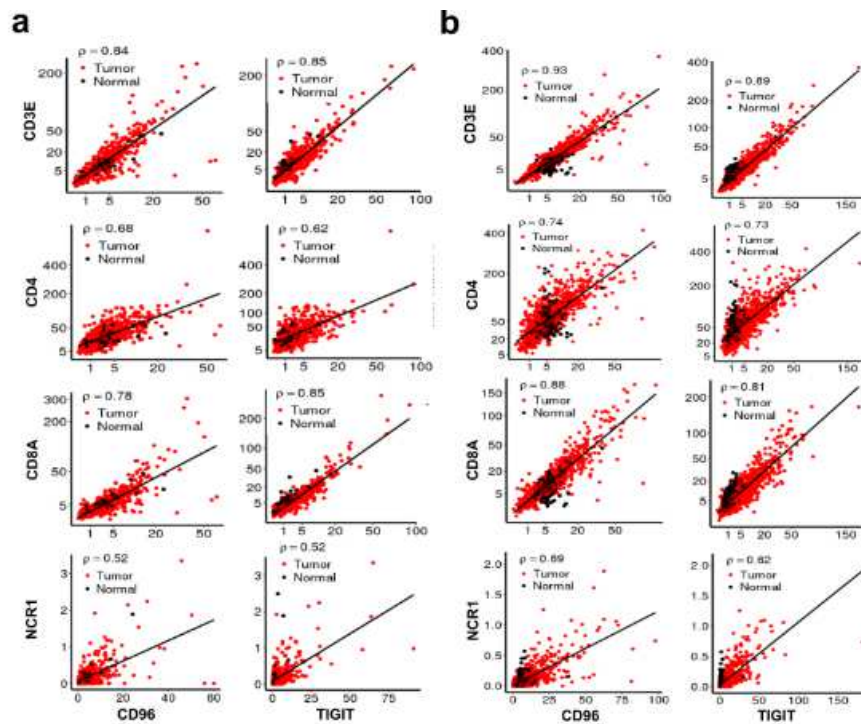 a
CD3E
ρ = 0.84
Tumor
Normal
200
50
20
5
1 5 20 50
ρ = 0.85
Tumor
Normal
200
50
20
5
1 5 20 50 100
CD4
ρ = 0.68
Tumor
Normal
400
200
50
5
1 5 20 50
ρ = 0.62
Tumor
Normal
400
200
100
5
1 5 20 50 100
CD8A
ρ = 0.78
Tumor
Normal
300
200
50
5
1 5 20 50
ρ = 0.85
Tumor
Normal
200
100
50
20
5
1 5 20 50 100
NCR1
ρ = 0.52
Tumor
Normal
3
2
1
0
0 20 40 60
CD96
ρ = 0.52
Tumor
Normal
3
2
1
0
0 50
TIGIT
b
CD3E
ρ = 0.93
Tumor
Normal
400
200
50
5
1 5 20 50 100
ρ = 0.89
Tumor
Normal
400
200
100
5
1 5 20 50 150
CD4
ρ = 0.74
Tumor
Normal
400
200
50
20
5
1 5 20 50
ρ = 0.73
Tumor
Normal
400
200
50
20
5
1 5 20 50 150
CD8A
ρ = 0.88
Tumor
Normal
150
100
50
20
5
1 5 20 50
ρ = 0.81
Tumor
Normal
200
100
50
20
5
1 5 20 50 150
NCR1
ρ = 0.69
Tumor
Normal
2.0
1.5
1.0
0.5
0.0
0 25 50 75 100
CD96
ρ = 0.62
Tumor
Normal
2.0
1.5
1.0
0.5
0.0
0 50 100 150
TIGIT